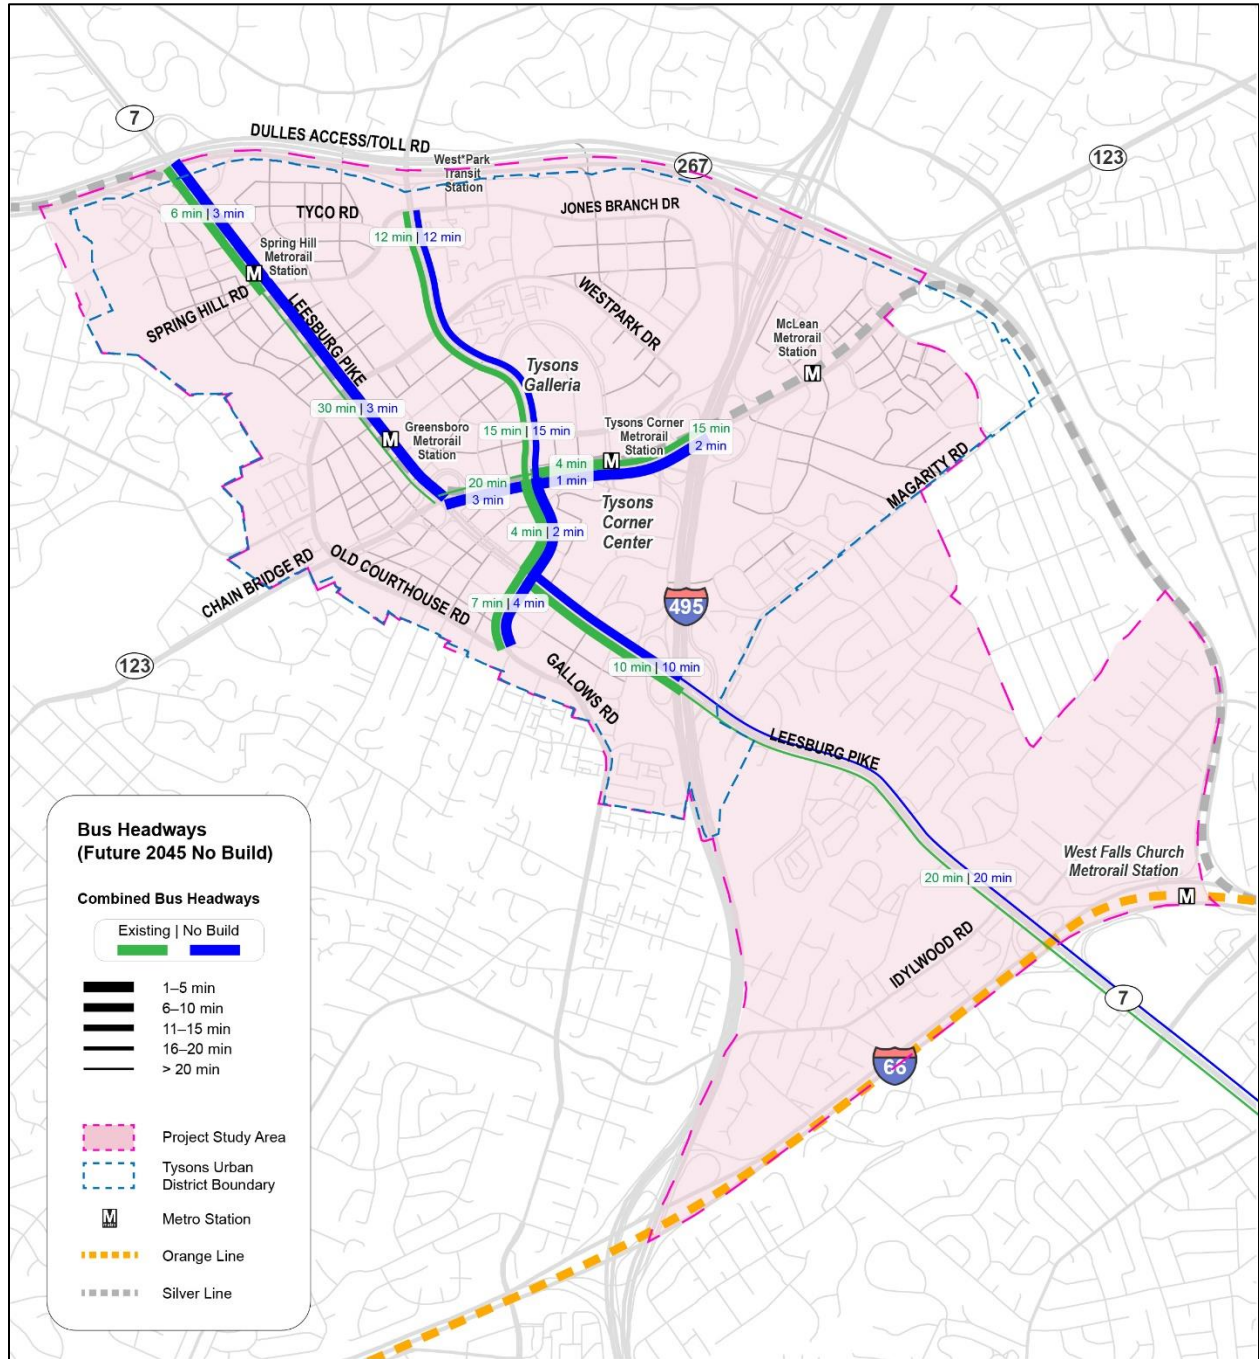 7
DULLES ACCESS/TOLL RD
West*Park
Transit
Station
267
123
6 min | 3 min
TYCO RD
JONES BRANCH DR
12 min | 12 min
Spring Hill
Metrorail
Station
M
SPRING HILL RD
LEESBURG PIKE
WESTPARK DR
McLean
Metrorail
Station
M
Tysons
Galleria
30 min | 3 min
Greensboro
Metrorail
Station
M
15 min | 15 min
Tysons Corner
Metrorail
Station
M
15 min
2 min
4 min
1 min
20 min
3 min
MAGARITY RD
Tysons
Corner
Center
4 min | 2 min
CHAIN BRIDGE RD
OLD COURTHOUSE RD
7 min | 4 min
495
123
GALLOWS RD
10 min | 10 min
LEESBURG PIKE
West Falls Church
Metrorail Station
M
20 min | 20 min
IDYLWOOD RD
7
66
Bus Headways
(Future 2045 No Build)
Combined Bus Headways
Existing | No Build
1–5 min
6–10 min
11–15 min
16–20 min
> 20 min
Project Study Area
Tysons Urban
District Boundary
M
Metro Station
Orange Line
Silver Line